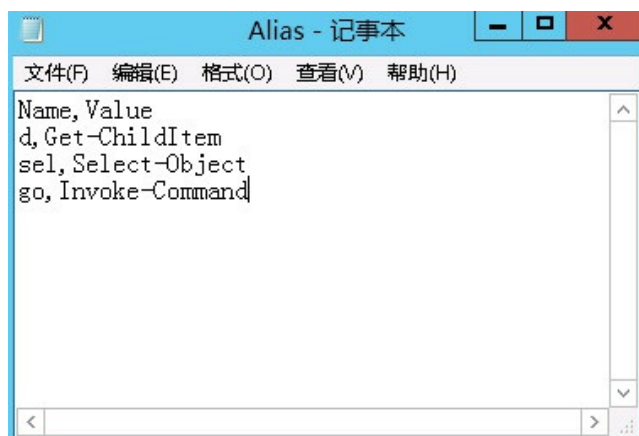 Alias - 记事本
文件(F) 编辑(E) 格式(O) 查看(V) 帮助(H)
Name,Value
d,Get-ChildItem
sel,Select-Object
go,Invoke-Command